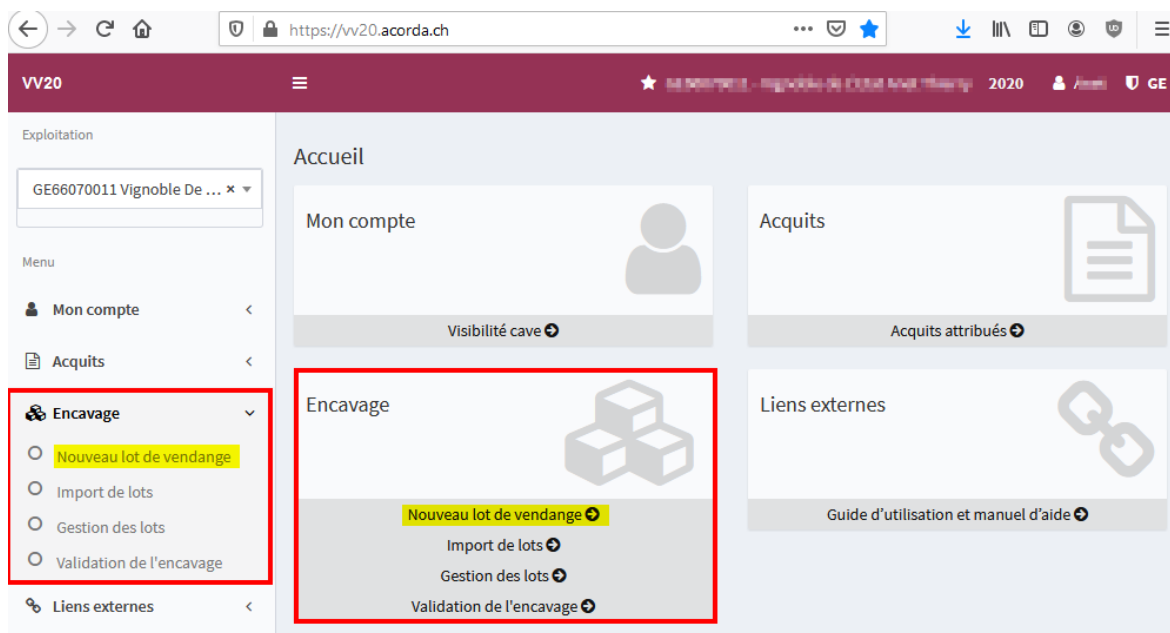 https://vv20.acorda.ch
VV20
2020
GE
Exploitation
GE66070011 Vignoble De ...
Menu
Mon compte
Acquits
Encavage
Nouveau lot de vendange
Import de lots
Gestion des lots
Validation de l'encavage
Liens externes
Accueil
Mon compte
Visibilité cave
Acquits
Acquits attribués
Encavage
Nouveau lot de vendange
Import de lots
Gestion des lots
Validation de l'encavage
Liens externes
Guide d'utilisation et manuel d'aide